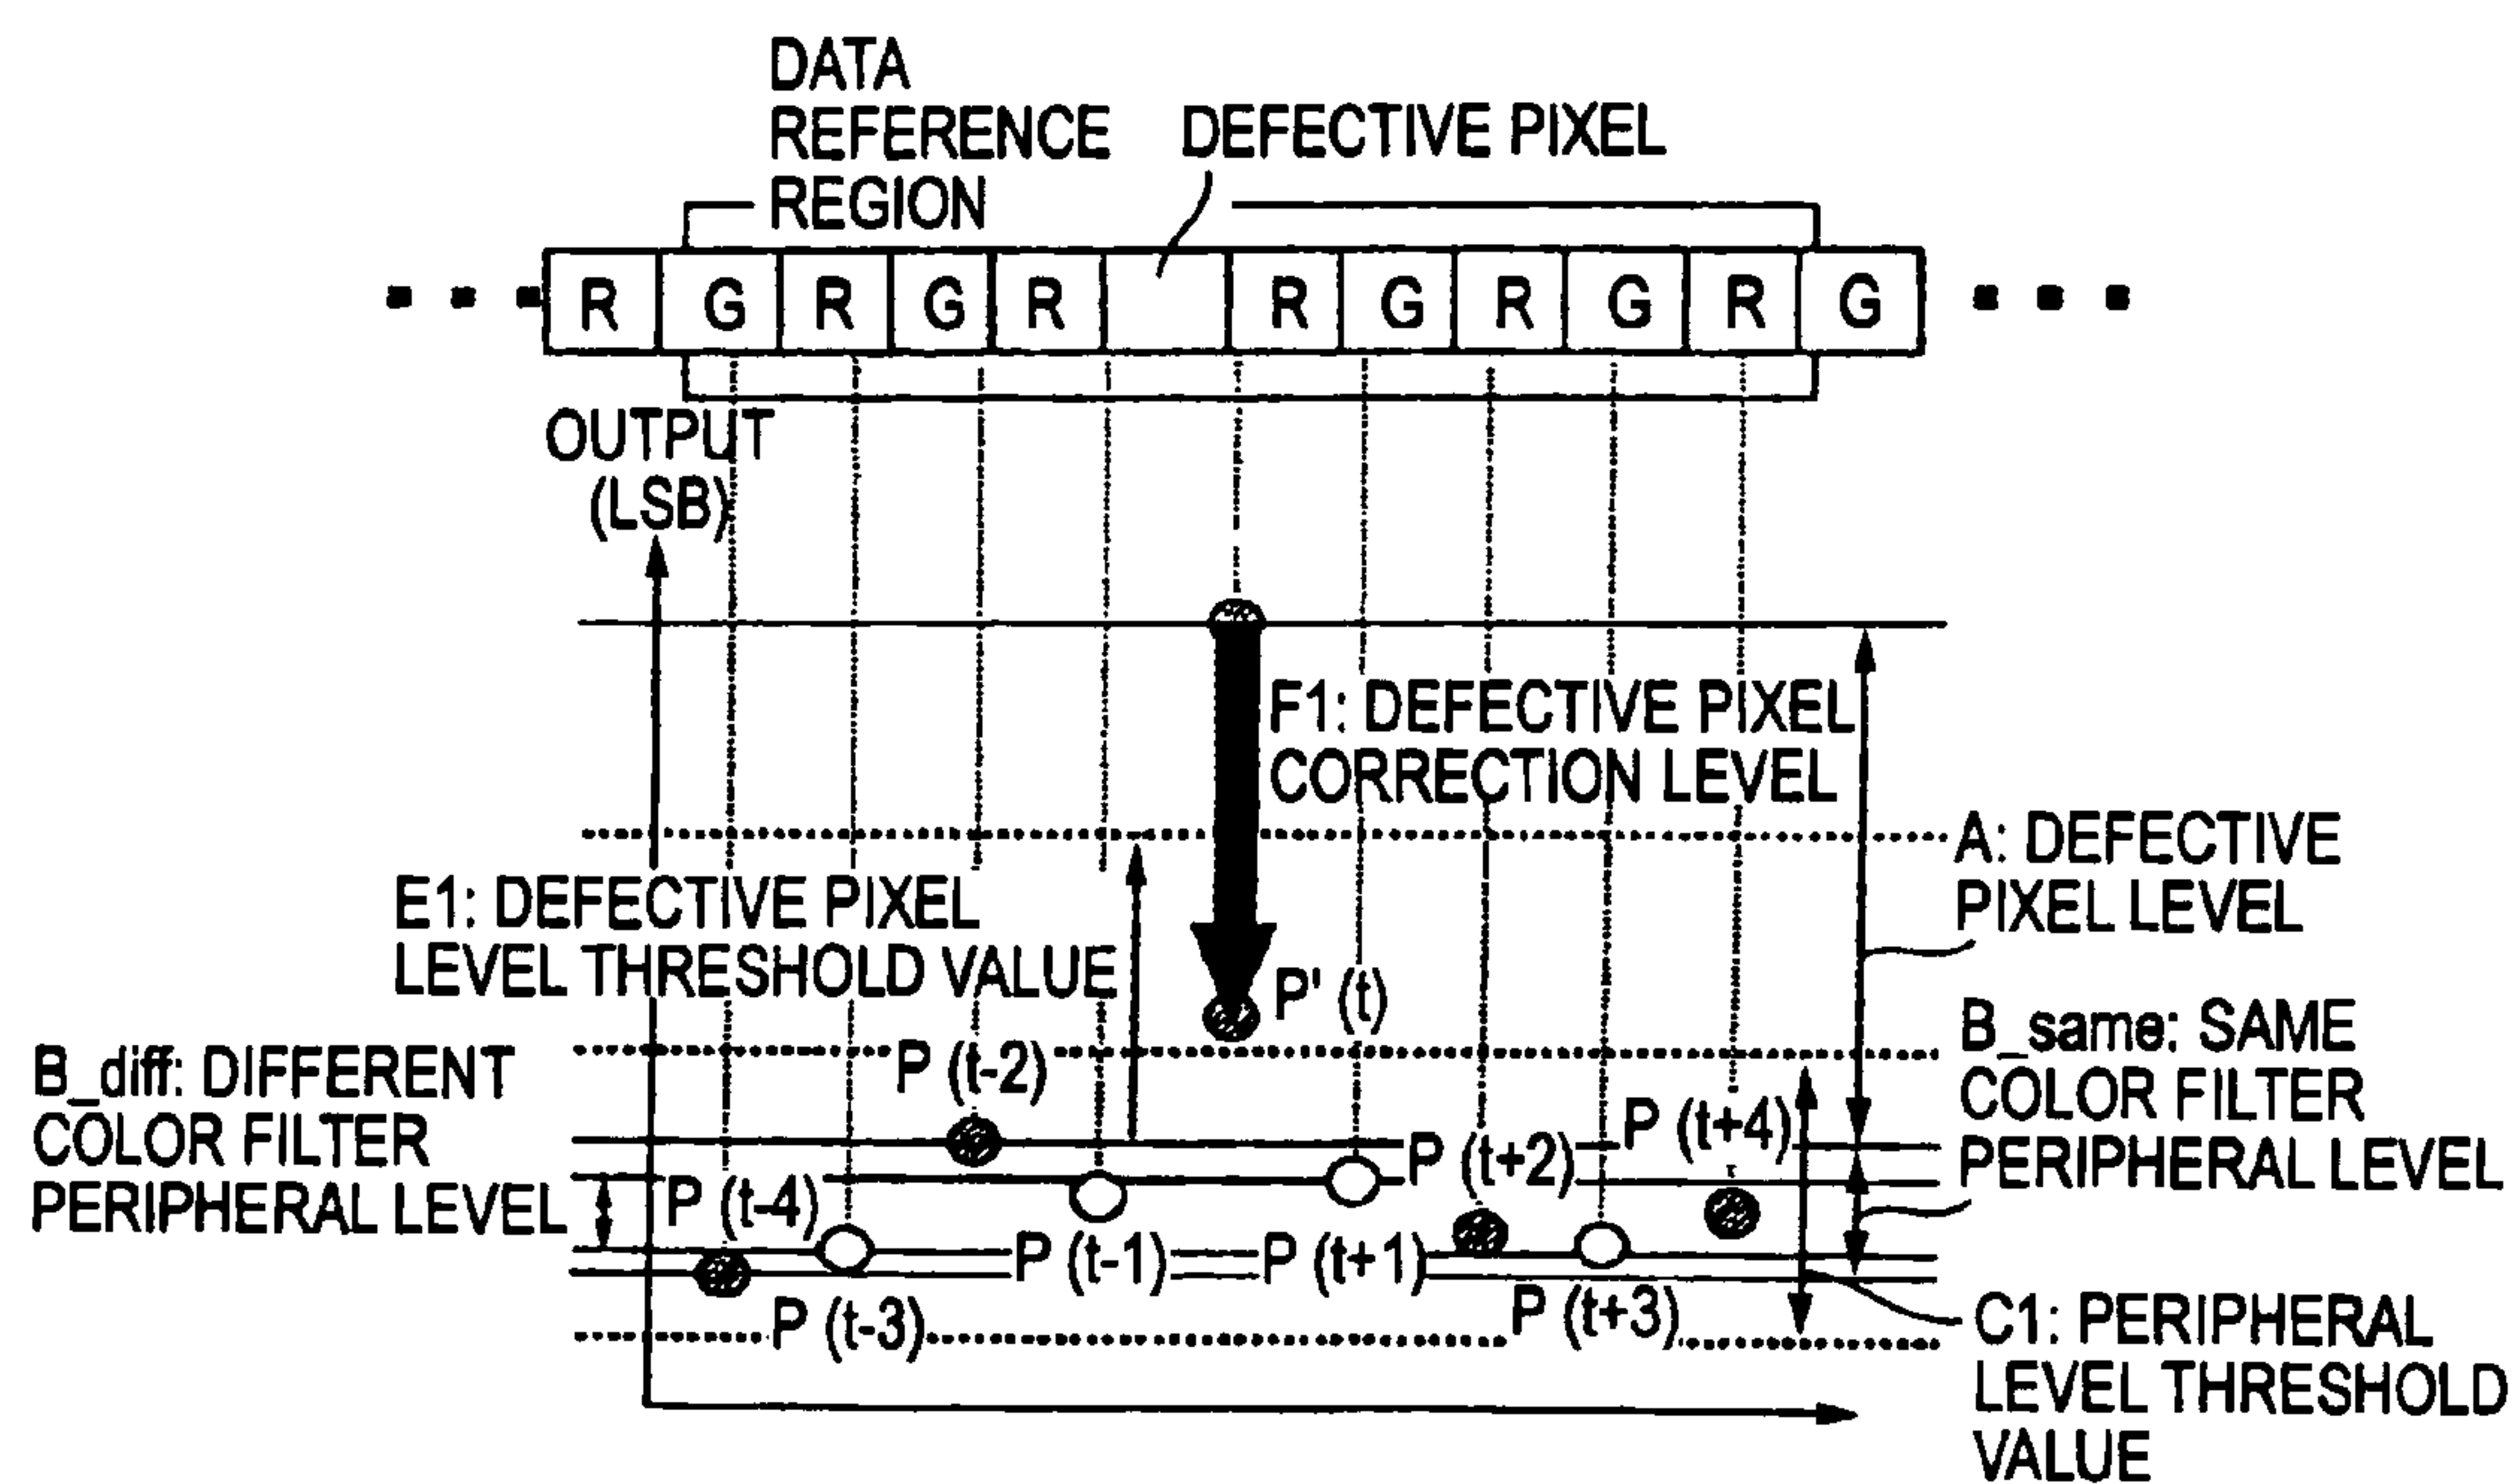 DATA
REFERENCE
REGION
DEFECTIVE PIXEL
R G R G R R G R G R G
OUTPUT
(LSB)
F1: DEFECTIVE PIXEL
CORRECTION LEVEL
A: DEFECTIVE
PIXEL LEVEL
E1: DEFECTIVE PIXEL
LEVEL THRESHOLD VALUE
P' (t)
B_diff: DIFFERENT
COLOR FILTER
PERIPHERAL LEVEL
P (t-2)
B_same: SAME
COLOR FILTER
PERIPHERAL LEVEL
P (t+4)
P (t+2)
P (t-4)
P (t-1)
P (t+1)
P (t-3)
P (t+3)
C1: PERIPHERAL
LEVEL THRESHOLD
VALUE